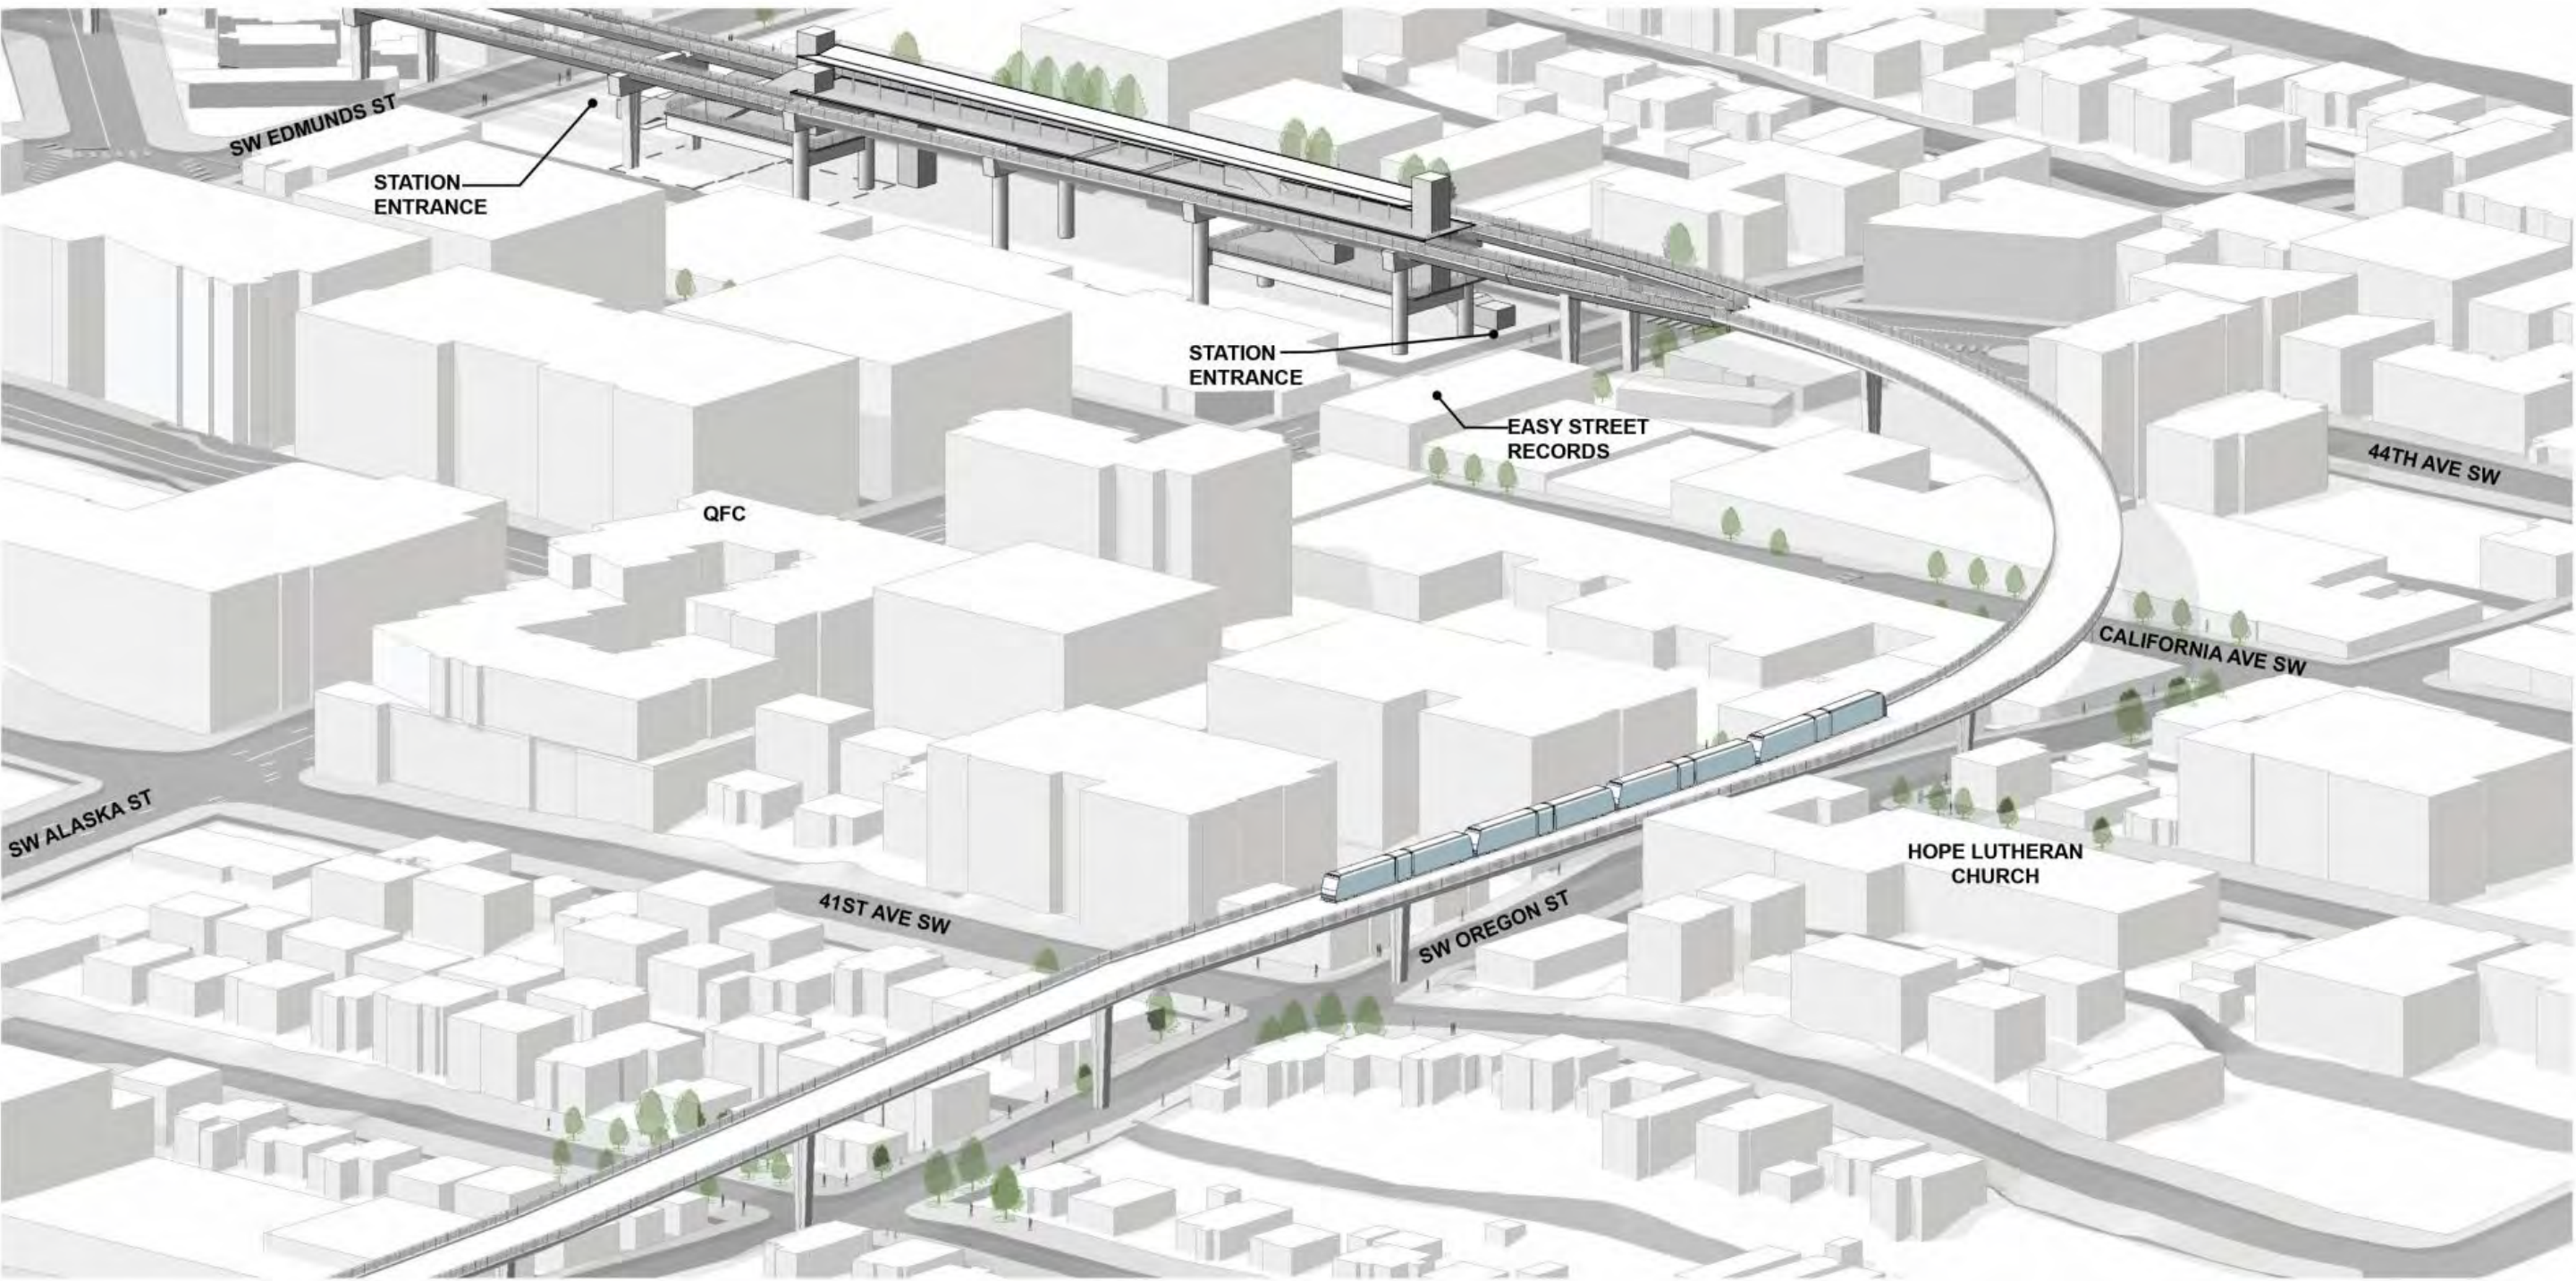 SW EDMUNDS ST
STATION
ENTRANCE
STATION
ENTRANCE
EASY STREET
RECORDS
44TH AVE SW
QFC
CALIFORNIA AVE SW
SW ALASKA ST
HOPE LUTHERAN
CHURCH
41ST AVE SW
SW OREGON ST